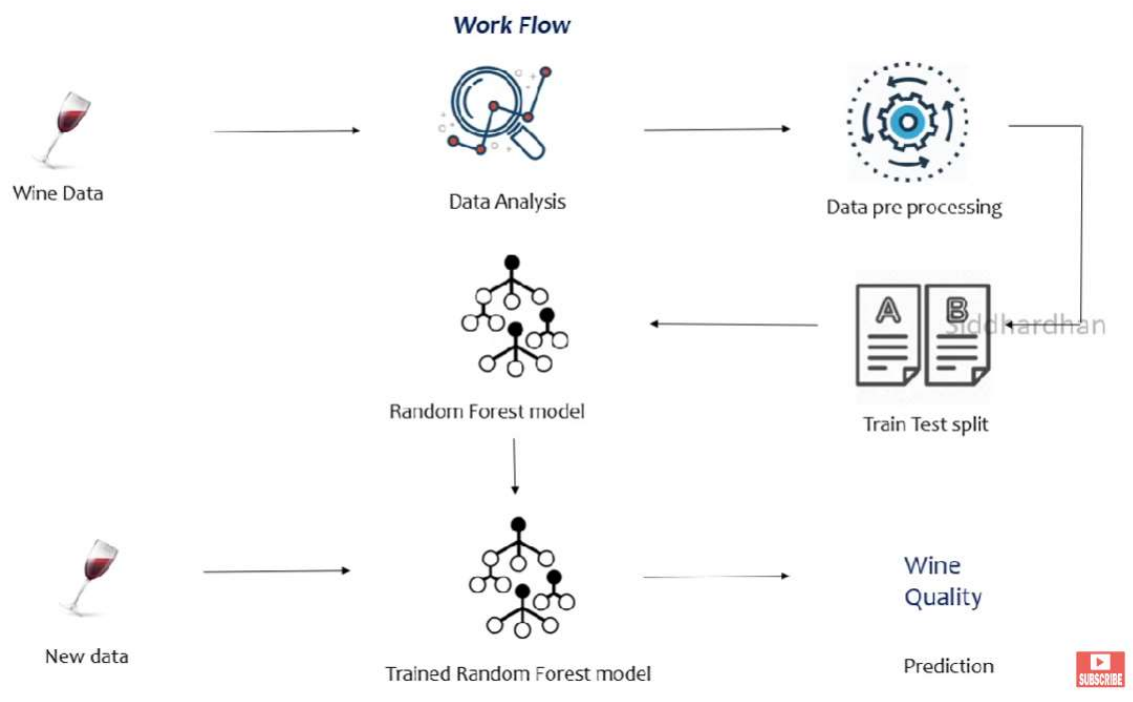 Work Flow
Wine Data
Data Analysis
Data pre processing
A
B
Siddhardhan
Random Forest model
Train Test split
Wine
Quality
New data
Trained Random Forest model
Prediction
SUBSCRIBE